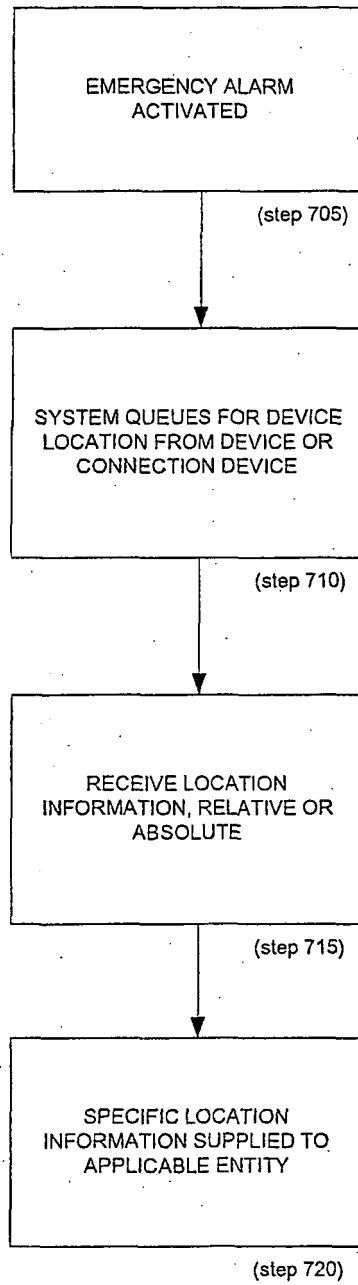 EMERGENCY ALARM
ACTIVATED
(step 705)
SYSTEM QUEUES FOR DEVICE
LOCATION FROM DEVICE OR
CONNECTION DEVICE
(step 710)
RECEIVE LOCATION
INFORMATION, RELATIVE OR
ABSOLUTE
(step 715)
SPECIFIC LOCATION
INFORMATION SUPPLIED TO
APPLICABLE ENTITY
(step 720)